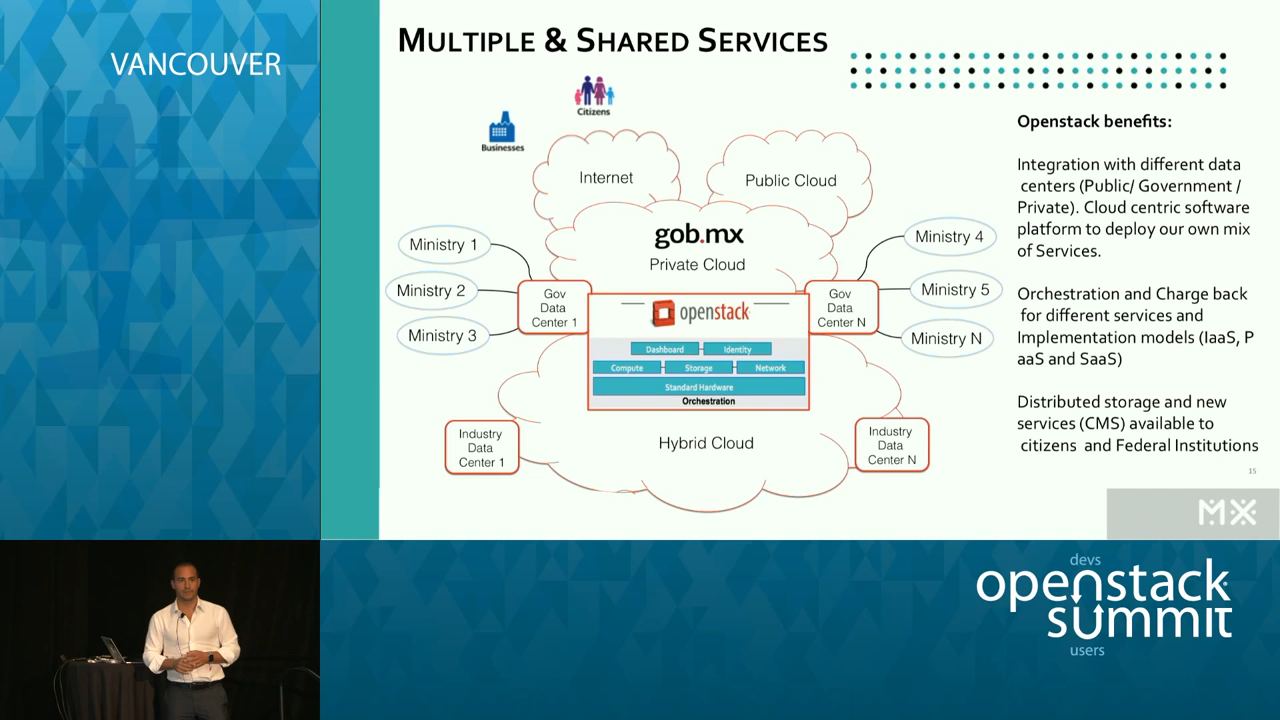 VANCOUVER
MULTIPLE & SHARED SERVICES
Citizens
Businesses
Internet
Public Cloud
gob.mx
Private Cloud
Ministry 1
Ministry 2
Ministry 3
Ministry 4
Ministry 5
Ministry N
Gov
Data
Center 1
Gov
Data
Center N
openstack
Dashboard
Identity
Compute
Storage
Network
Standard Hardware
Orchestration
Hybrid Cloud
Industry
Data
Center 1
Industry
Data
Center N
Openstack benefits:
Integration with different data
centers (Public/ Government /
Private). Cloud centric software
platform to deploy our own mix
of Services.
Orchestration and Charge back
for different services and
Implementation models (IaaS, P
aaS and SaaS)
Distributed storage and new
services (CMS) available to
citizens and Federal Institutions
15
MX
devs
openstack
summit
users